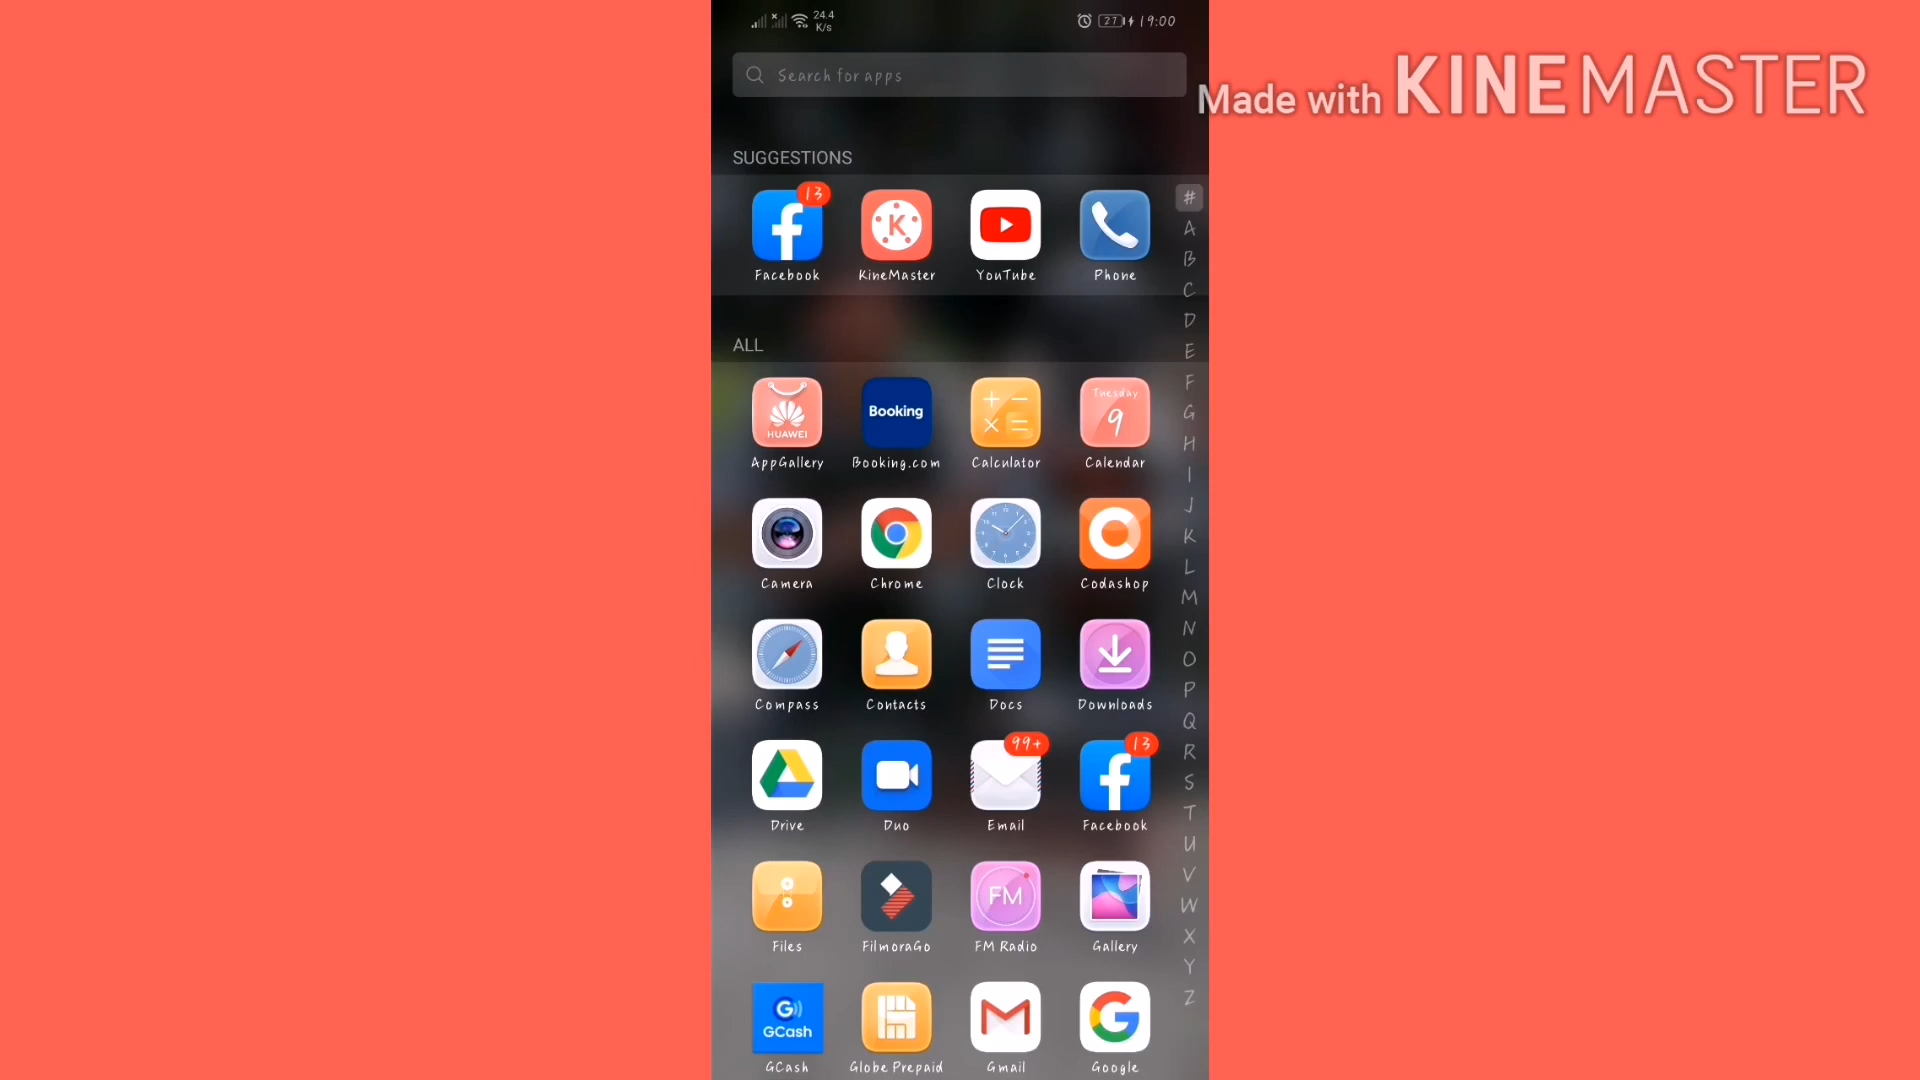 24.4
K/s
27 19:00
Search for apps
Made with KINEMASTER
SUGGESTIONS
13
K
Facebook KineMaster YouTube Phone
ALL
HUAWEI Booking Tuesday 9
AppGallery Booking.com Calculator Calendar
Camera Chrome Clock Codashop
Compass Contacts Docs Downloads
99+ 13
Drive Duo Email Facebook
FM
Files FilmoraGo FM Radio Gallery
G GCash
GCash Globe Prepaid Gmail Google
#
A
B
C
D
E
F
G
H
I
J
K
L
M
N
O
P
Q
R
S
T
U
V
W
X
Y
Z